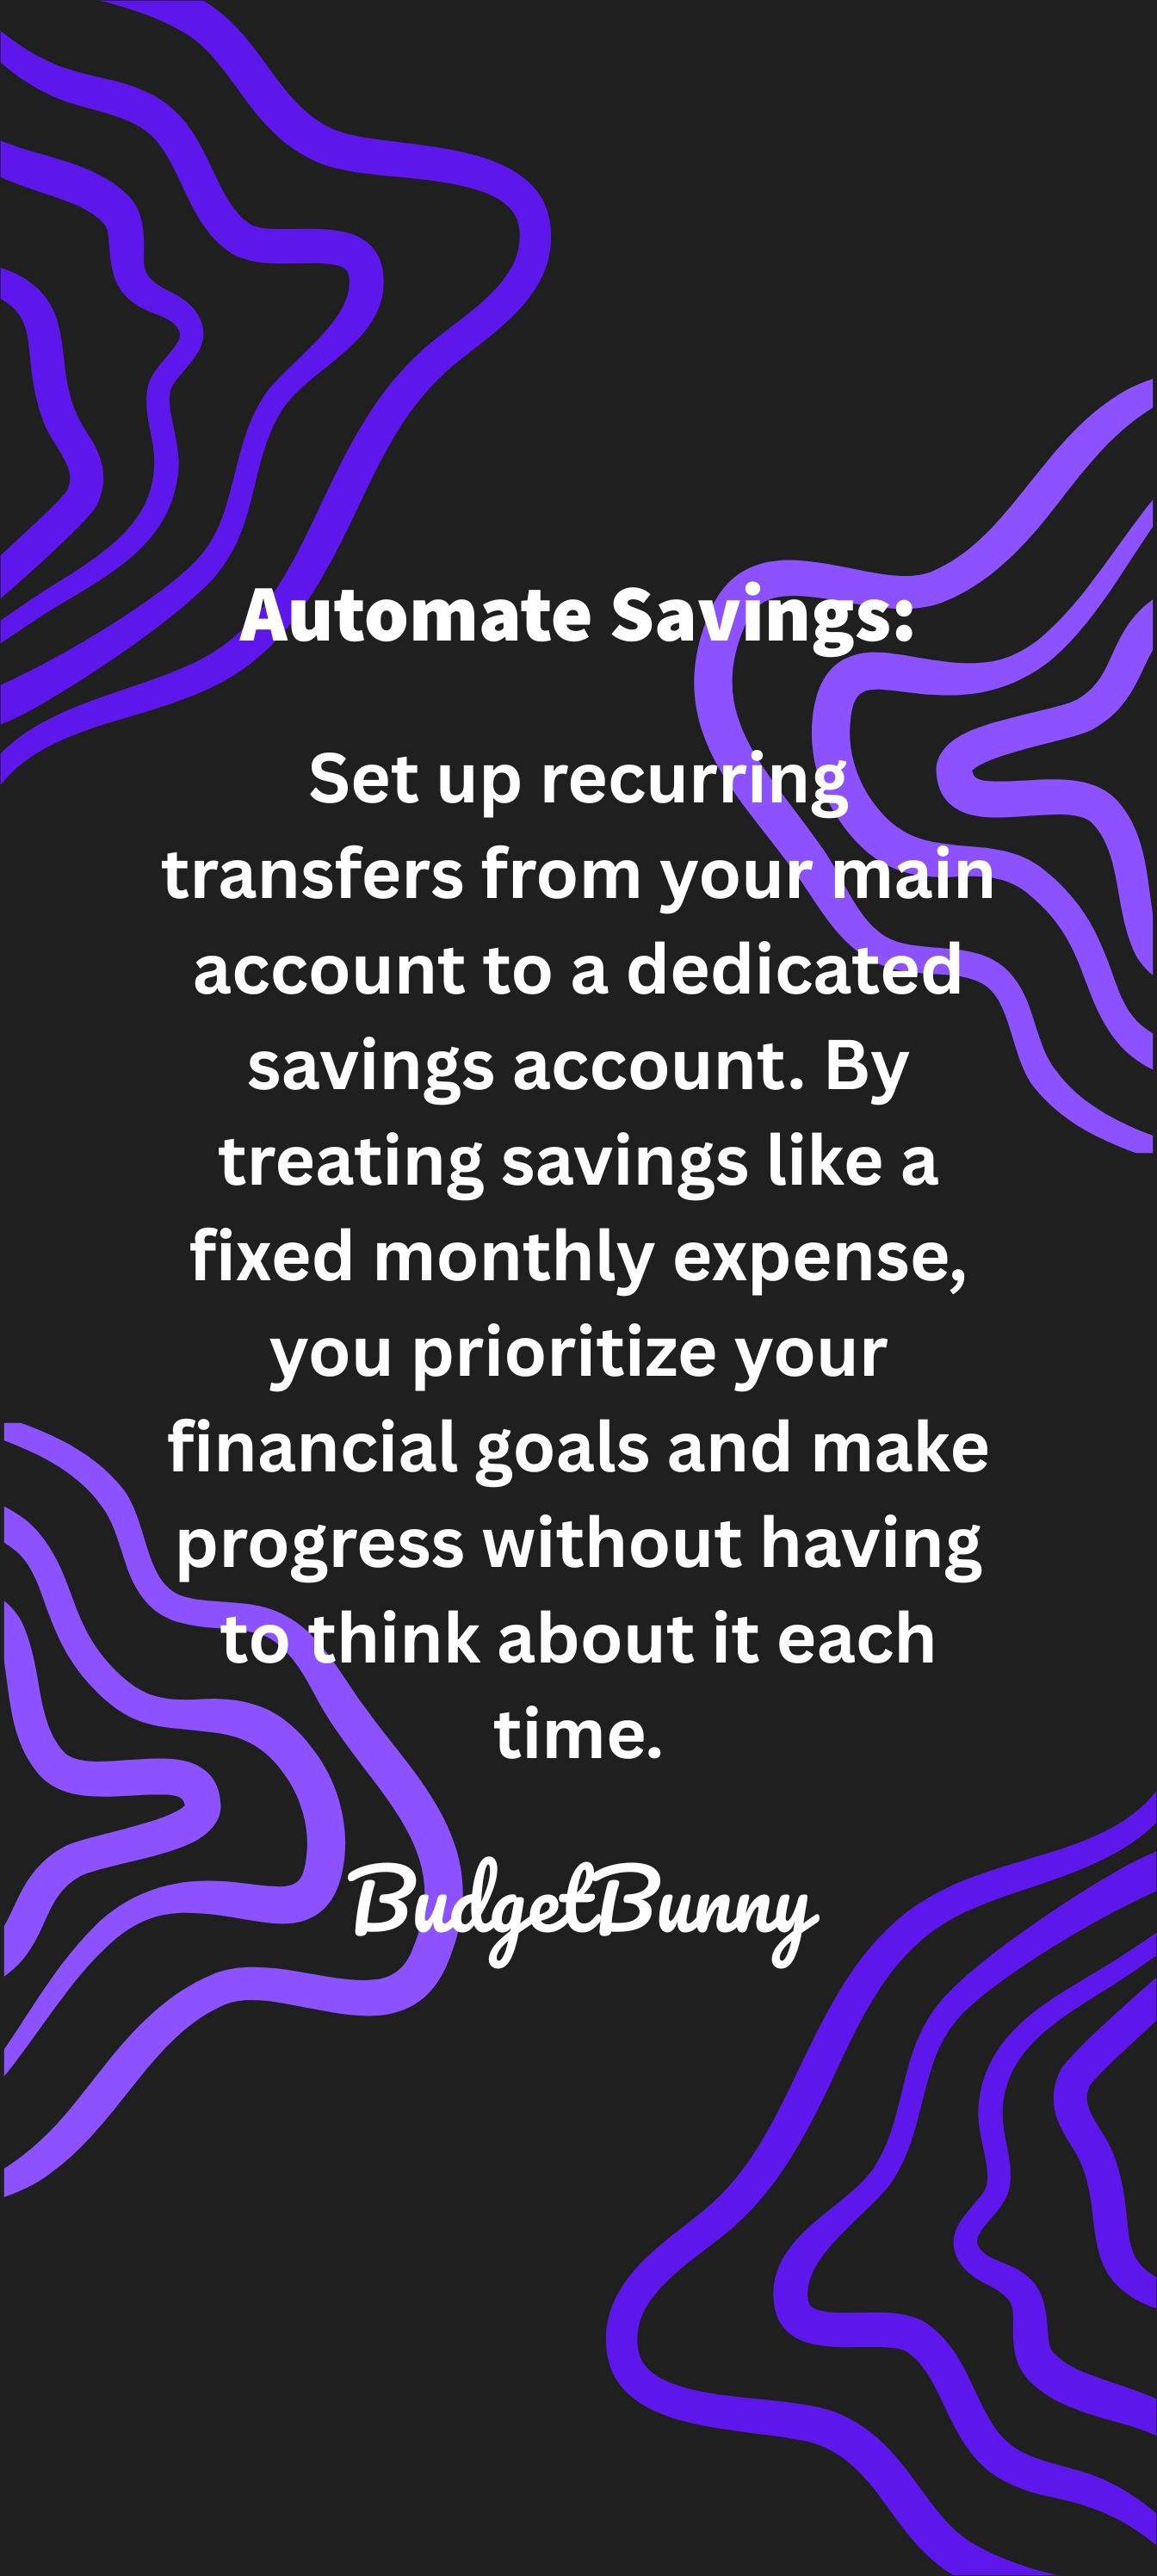 Automate Savings:
Set up recurring
transfers from your main
account to a dedicated
savings account. By
treating savings like a
fixed monthly expense,
you prioritize your
financial goals and make
progress without having
to think about it each
time.
BudgetBunny